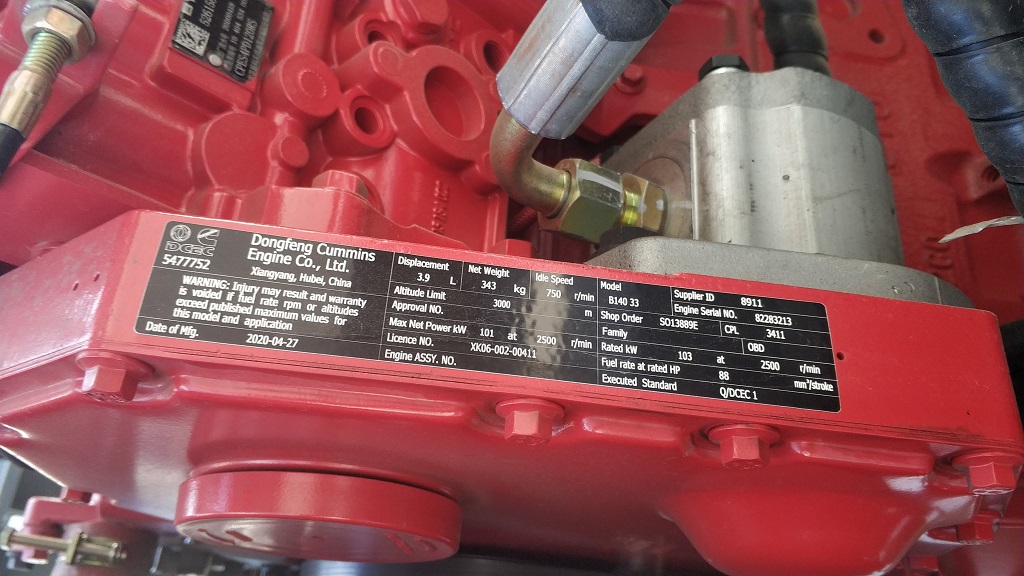 DCEC
5477752
Dongfeng Cummins
Engine Co., Ltd.
Xiangyang, Hubei, China
WARNING: Injury may result and warranty
is voided if fuel rate rpm or altitudes
exceed published maximum values for
this model and application
Date of Mfg.
2020-04-27
Displacement
3.9 L
Net Weight
343 kg
Idle Speed
750 r/min
Altitude Limit 3000 m
Approval NO.
Max Net Power kW 101 at 2500 r/min
Licence NO. XK06-002-00411
Engine ASSY. NO.
Model
B140 33
Supplier ID 8911
Engine Serial NO. 82283213
Shop Order SO13889E
CPL 3411
Family
OBD
Rated kW 103 at 2500 r/min
Fuel rate at rated HP 88 mm³/stroke
Executed Standard Q/DCEC 1